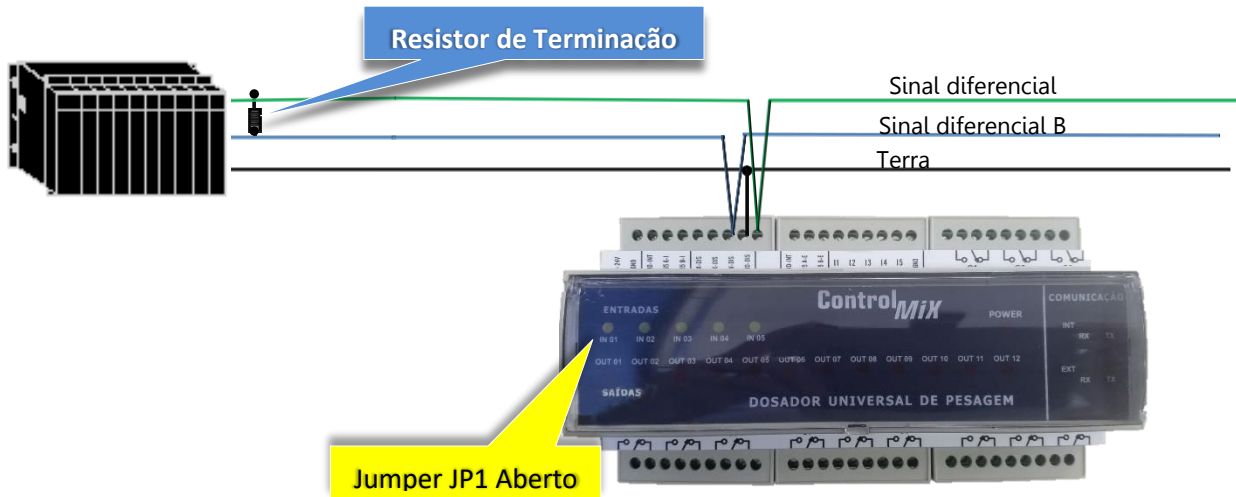 Resistor de Terminação
Sinal diferencial
Sinal diferencial B
Terra
I1 I2 I3 I4 I5
ControlMiX
ENTRADAS
POWER
COMUNICAÇÃO
IN 01 IN 02 IN 03 IN 04 IN 05
INT
RX TX
OUT 01 OUT 02 OUT 03 OUT 04 OUT 05 OUT 06 OUT 07 OUT 08 OUT 09 OUT 10 OUT 11 OUT 12
EXT
RX TX
SAÍDAS
DOSADOR UNIVERSAL DE PESAGEM
Jumper JP1 Aberto